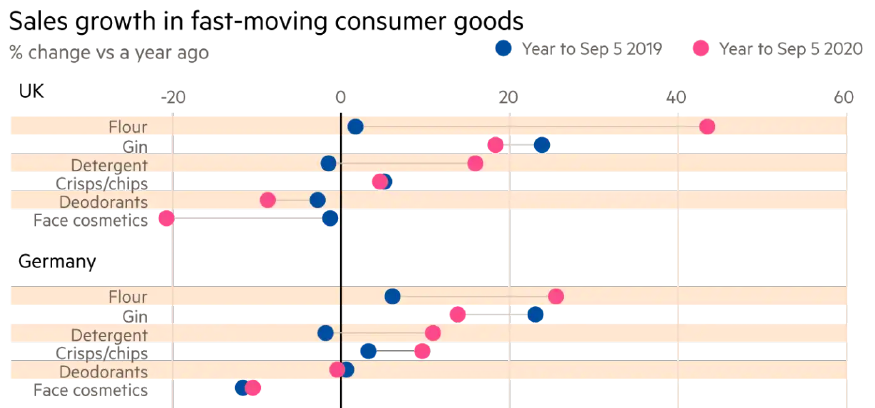 Sales growth in fast-moving consumer goods
% change vs a year ago
Year to Sep 5 2019
Year to Sep 5 2020
UK
-20 0 20 40 60
Flour
Gin
Detergent
Crisps/chips
Deodorants
Face cosmetics
Germany
Flour
Gin
Detergent
Crisps/chips
Deodorants
Face cosmetics